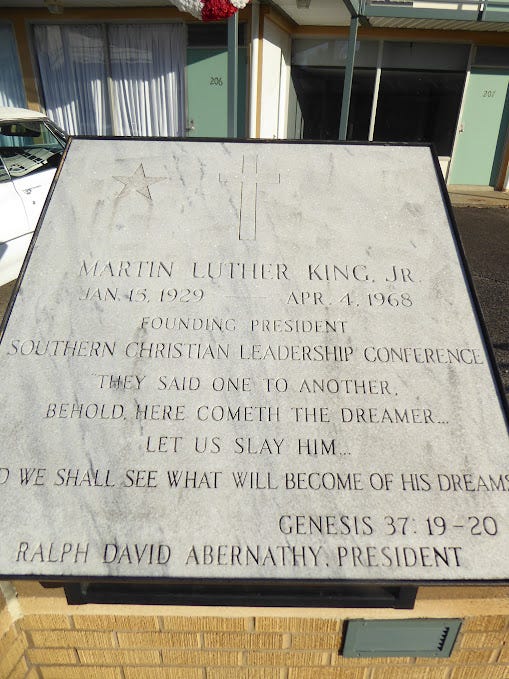 206
207
MARTIN LUTHER KING, JR.
JAN. 15, 1929 — APR. 4, 1968
FOUNDING PRESIDENT
SOUTHERN CHRISTIAN LEADERSHIP CONFERENCE
"THEY SAID ONE TO ANOTHER,
BEHOLD, HERE COMETH THE DREAMER...
LET US SLAY HIM...
D WE SHALL SEE WHAT WILL BECOME OF HIS DREAMS
GENESIS 37: 19-20
RALPH DAVID ABERNATHY, PRESIDENT